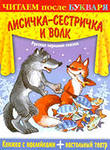 ЧИТАЕМ после БУКВАРЯ
ЛИСИЧКА-СЕСТРИЧКА
И ВОЛК
Русская народная сказка
Книжка с наклейками + настольный театр